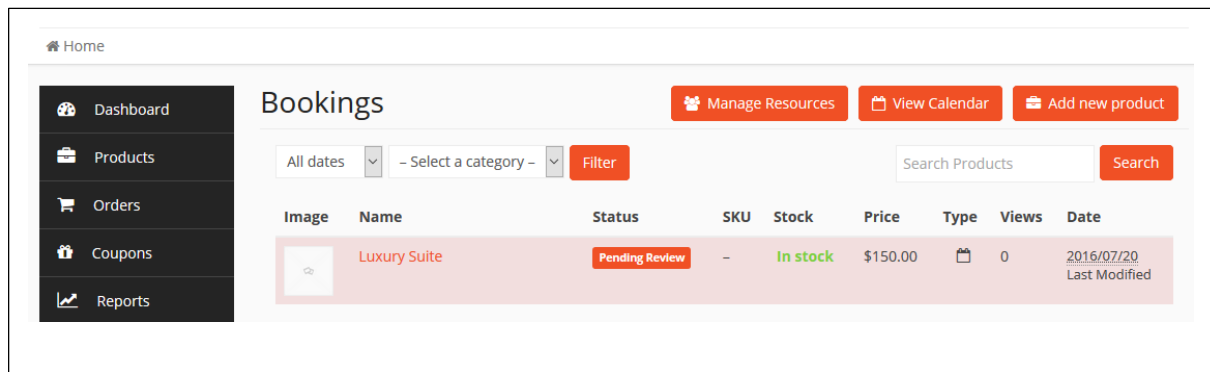 Home
Dashboard
Products
Orders
Coupons
Reports
Bookings
Manage Resources
View Calendar
Add new product
All dates – Select a category – Filter
Search Products Search
Image Name Status SKU Stock Price Type Views Date
Luxury Suite Pending Review – In stock $150.00 0 2016/07/20
Last Modified